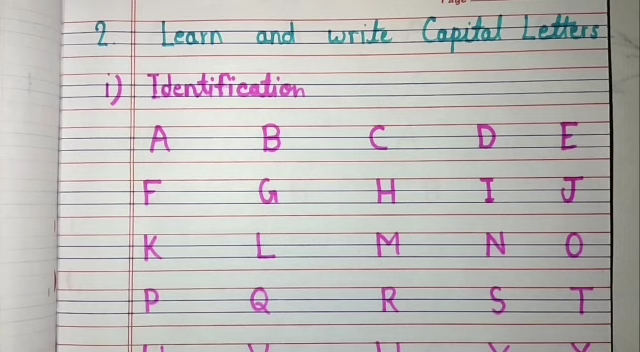 2. Learn and write Capital Letters
i) Identification
A B C D E
F G H I J
K L M N O
P Q R S T